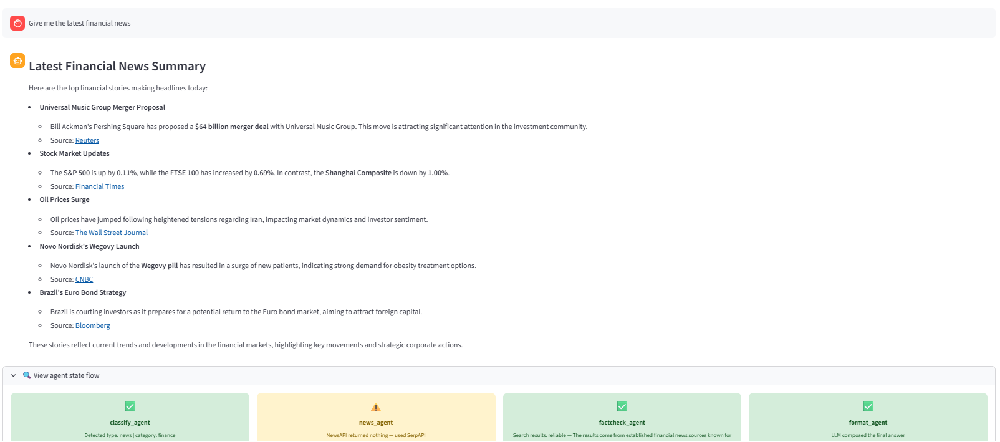 Give me the latest financial news
Latest Financial News Summary
Here are the top financial stories making headlines today:
Universal Music Group Merger Proposal
Bill Ackman's Pershing Square has proposed a $64 billion merger deal with Universal Music Group. This move is attracting significant attention in the investment community.
Source: Reuters
Stock Market Updates
The S&P 500 is up by 0.11%, while the FTSE 100 has increased by 0.69%. In contrast, the Shanghai Composite is down by 1.00%.
Source: Financial Times
Oil Prices Surge
Oil prices have jumped following heightened tensions regarding Iran, impacting market dynamics and investor sentiment.
Source: The Wall Street Journal
Novo Nordisk's Wegovy Launch
Novo Nordisk's launch of the Wegovy pill has resulted in a surge of new patients, indicating strong demand for obesity treatment options.
Source: CNBC
Brazil's Euro Bond Strategy
Brazil is courting investors as it prepares for a potential return to the Euro bond market, aiming to attract foreign capital.
Source: Bloomberg
These stories reflect current trends and developments in the financial markets, highlighting key movements and strategic corporate actions.
View agent state flow
classify_agent
Detected type: news | category: finance
news_agent
NewsAPI returned nothing — used SerpAPI
factcheck_agent
Search results: reliable — The results come from established financial news sources known for
format_agent
LLM composed the final answer